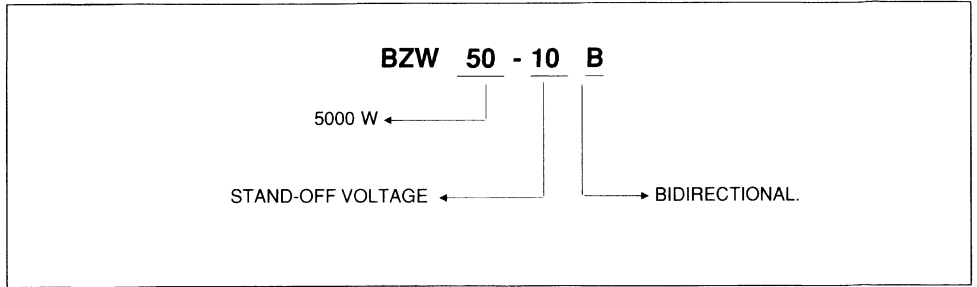 BZW 50 - 10 B
5000 W
STAND-OFF VOLTAGE
BIDIRECTIONAL.